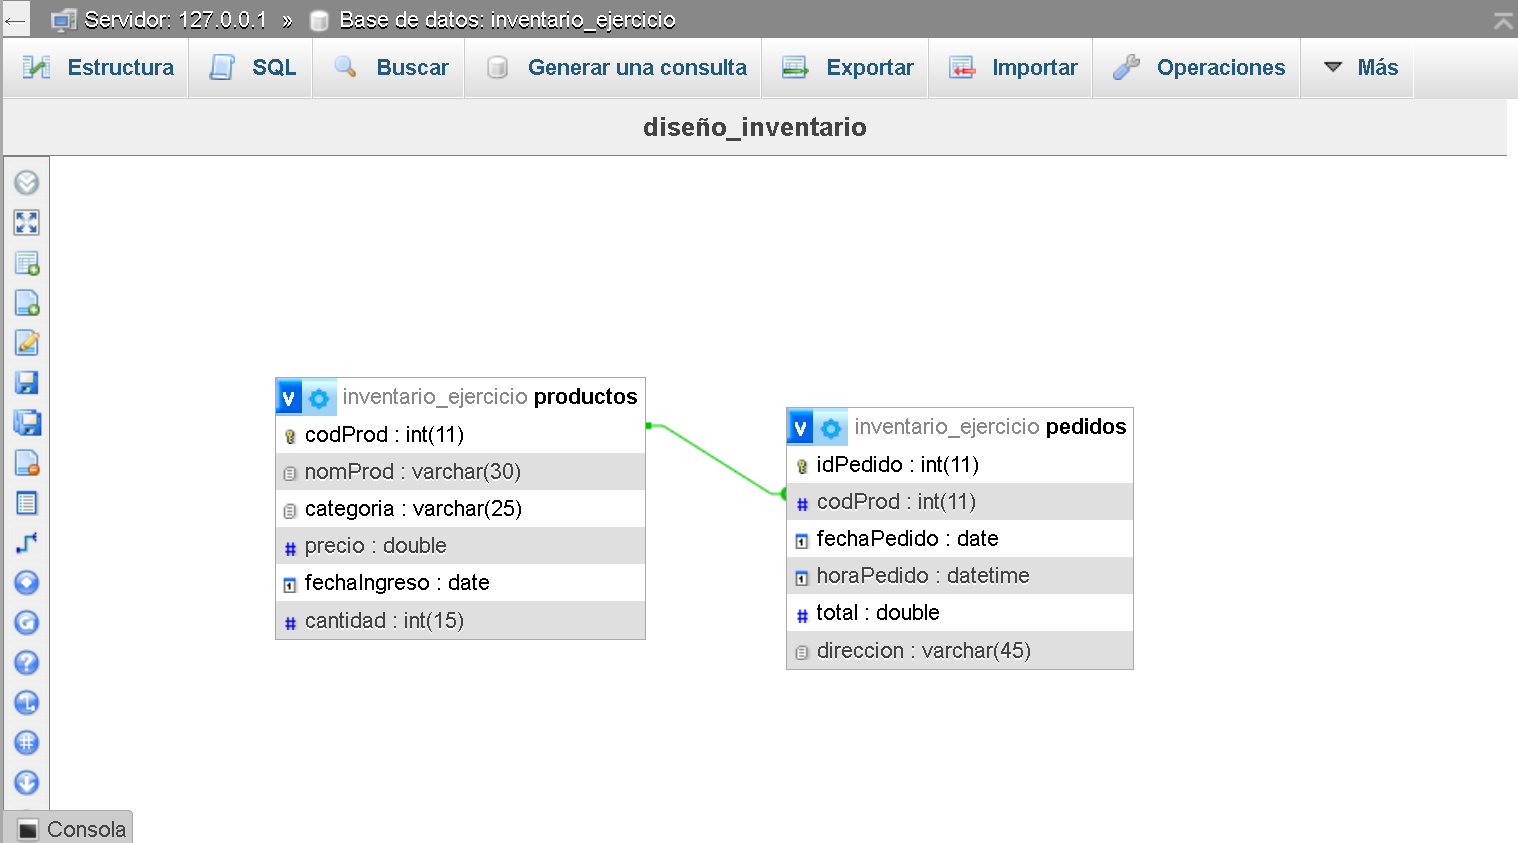 Servidor: 127.0.0.1 » Base de datos: inventario_ejercicio
Estructura SQL Buscar Generar una consulta Exportar Importar Operaciones Más
diseño_inventario
v inventario_ejercicio productos
codProd : int(11)
nomProd : varchar(30)
categoria : varchar(25)
precio : double
fechaIngreso : date
cantidad : int(15)
v inventario_ejercicio pedidos
idPedido : int(11)
codProd : int(11)
fechaPedido : date
horaPedido : datetime
total : double
direccion : varchar(45)
Consola